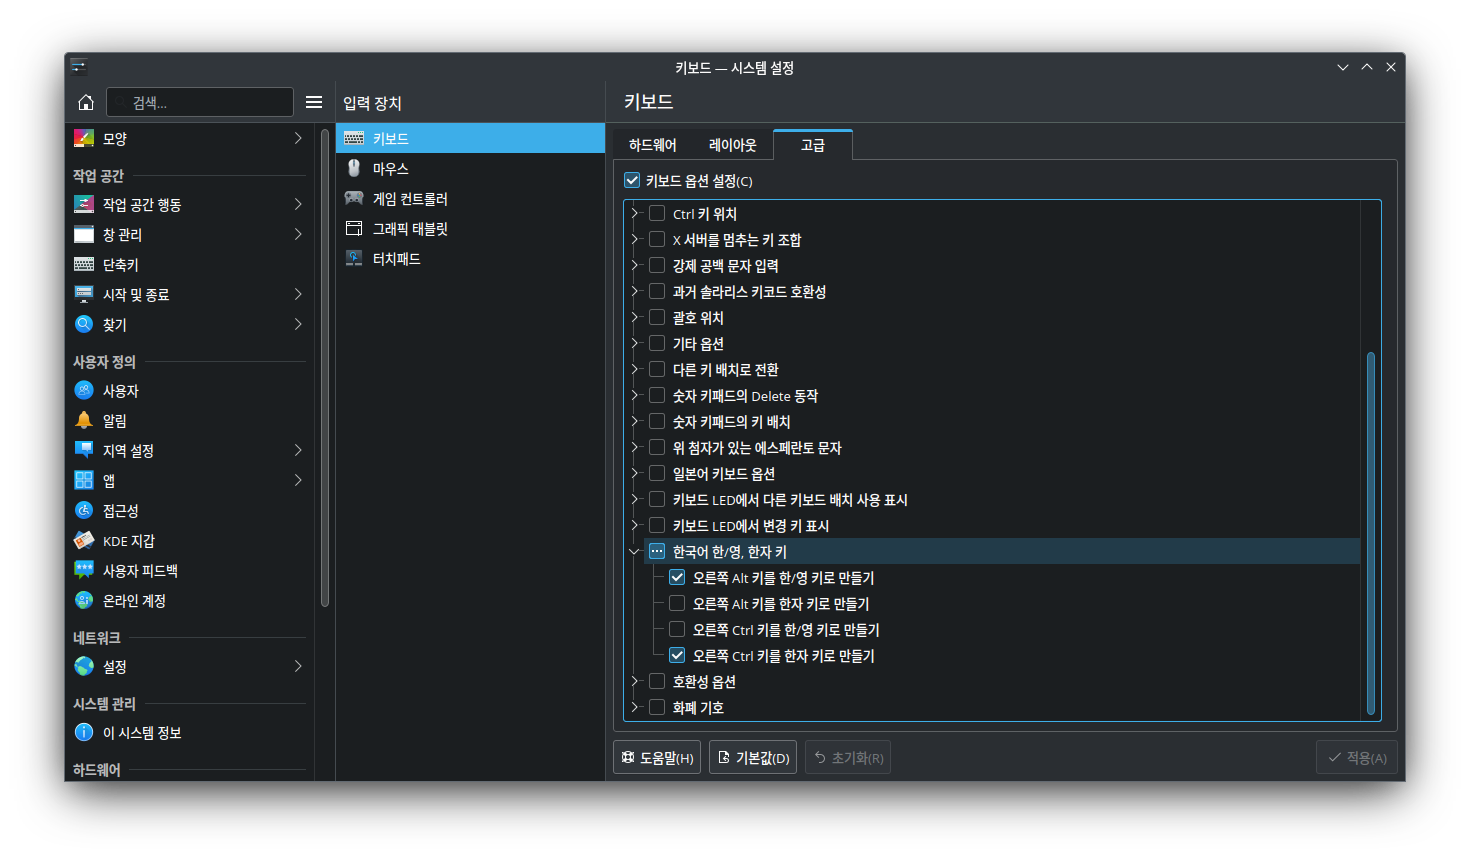 키보드 — 시스템 설정
검색...
입력 장치
키보드
모양
작업 공간
작업 공간 행동
창 관리
단축키
시작 및 종료
찾기
사용자 정의
사용자
알림
지역 설정
앱
접근성
KDE 지갑
사용자 피드백
온라인 계정
네트워크
설정
시스템 관리
이 시스템 정보
하드웨어
키보드
마우스
게임 컨트롤러
그래픽 태블릿
터치패드
하드웨어 레이아웃 고급
키보드 옵션 설정(C)
Ctrl 키 위치
X 서버를 멈추는 키 조합
강제 공백 문자 입력
과거 솔라리스 키코드 호환성
괄호 위치
기타 옵션
다른 키 배치로 전환
숫자 키패드의 Delete 동작
숫자 키패드의 키 배치
위 첨자가 있는 에스페란토 문자
일본어 키보드 옵션
키보드 LED에서 다른 키보드 배치 사용 표시
키보드 LED에서 변경 키 표시
한국어 한/영, 한자 키
오른쪽 Alt 키를 한/영 키로 만들기
오른쪽 Alt 키를 한자 키로 만들기
오른쪽 Ctrl 키를 한/영 키로 만들기
오른쪽 Ctrl 키를 한자 키로 만들기
호환성 옵션
화폐 기호
도움말(H) 기본값(D) 초기화(R) 적용(A)